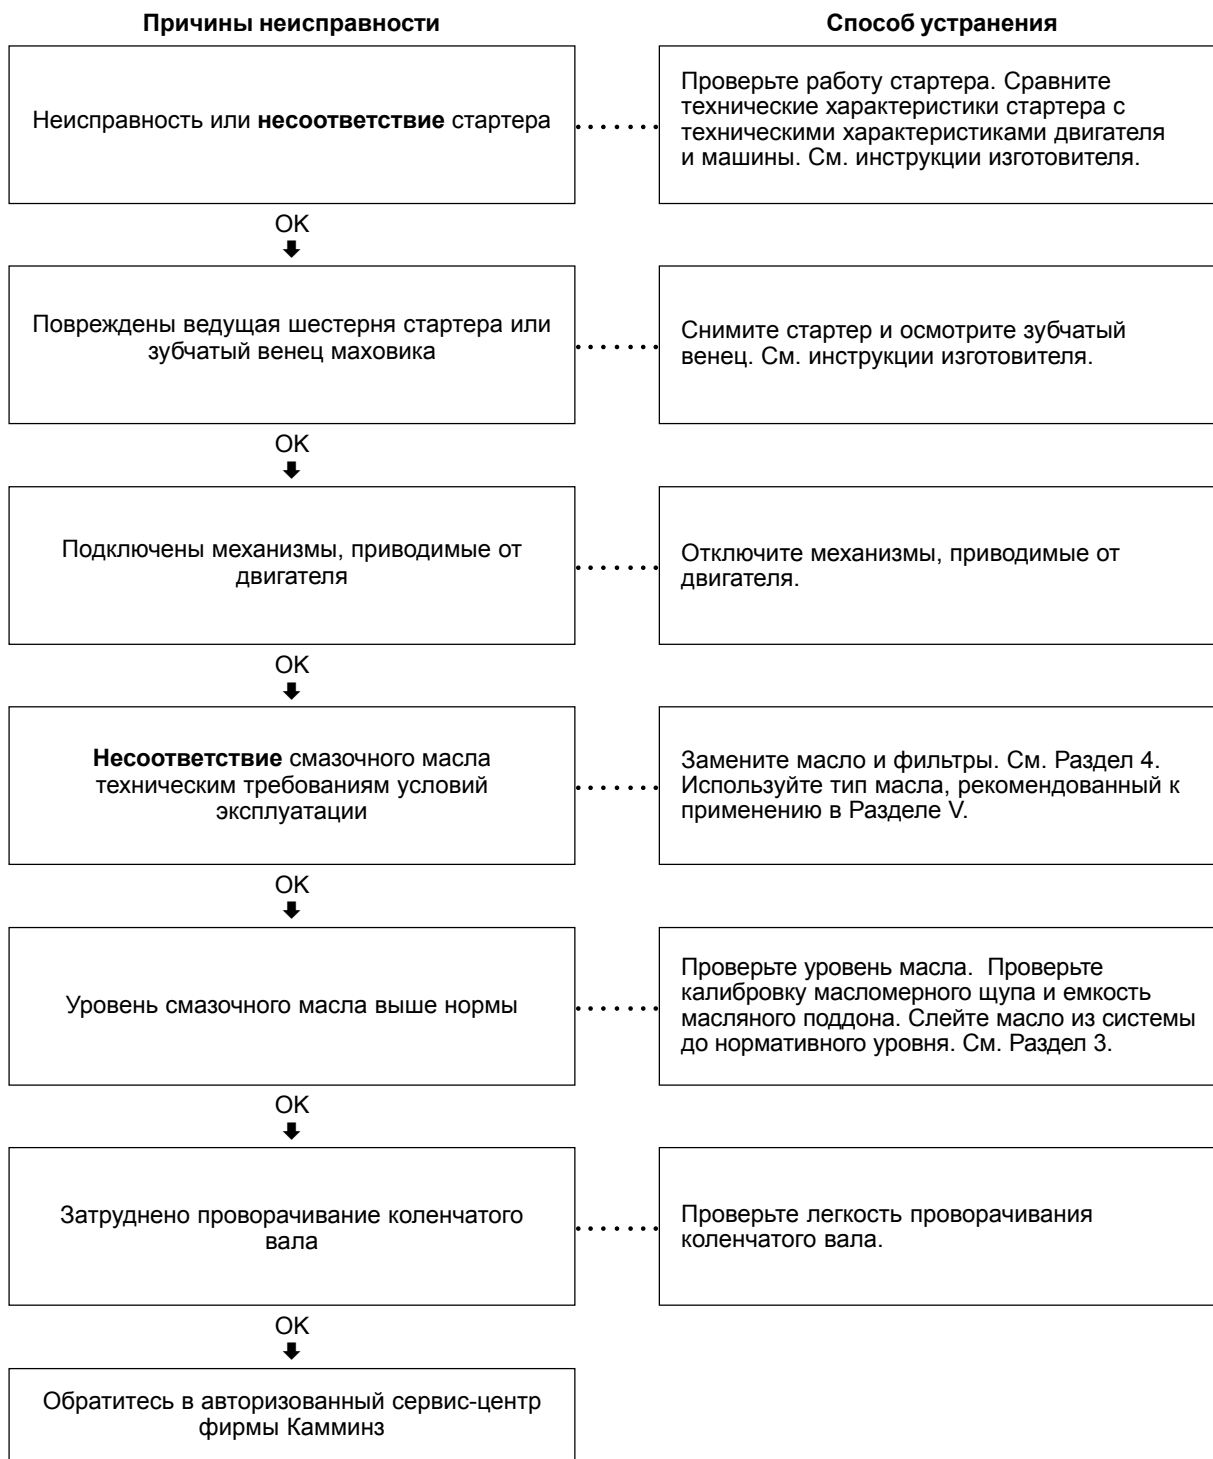 Причины неисправности
Способ устранения
Неисправность или несоответствие стартера
Проверьте работу стартера. Сравните
технические характеристики стартера с
техническими характеристиками двигателя
и машины. См. инструкции изготовителя.
OK
Повреждены ведущая шестерня стартера или
зубчатый венец маховика
Снимите стартер и осмотрите зубчатый
венец. См. инструкции изготовителя.
OK
Подключены механизмы, приводимые от
двигателя
Отключите механизмы, приводимые от
двигателя.
OK
Несоответствие смазочного масла
техническим требованиям условий
эксплуатации
Замените масло и фильтры. См. Раздел 4.
Используйте тип масла, рекомендованный к
применению в Разделе V.
OK
Уровень смазочного масла выше нормы
Проверьте уровень масла.  Проверьте
калибровку масломерного щупа и емкость
масляного поддона. Слейте масло из системы
до нормативного уровня. См. Раздел 3.
OK
Затруднено проворачивание коленчатого
вала
Проверьте легкость проворачивания
коленчатого вала.
OK
Обратитесь в авторизованный сервис-центр
фирмы Камминз